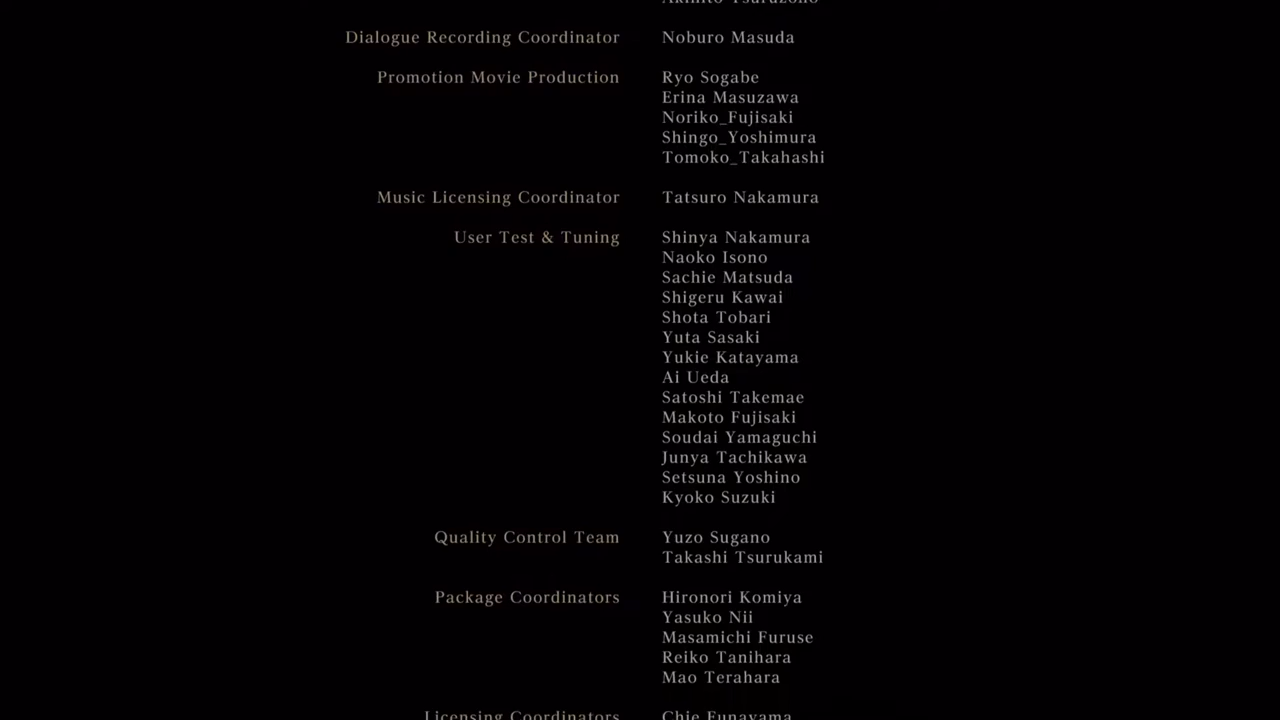 Akihito Tsuruzono
Dialogue Recording Coordinator Noburo Masuda
Promotion Movie Production Ryo Sogabe
Erina Masuzawa
Noriko_Fujisaki
Shingo_Yoshimura
Tomoko_Takahashi
Music Licensing Coordinator Tatsuro Nakamura
User Test & Tuning Shinya Nakamura
Naoko Isono
Sachie Matsuda
Shigeru Kawai
Shota Tobari
Yuta Sasaki
Yukie Katayama
Ai Ueda
Satoshi Takemae
Makoto Fujisaki
Soudai Yamaguchi
Junya Tachikawa
Setsuna Yoshino
Kyoko Suzuki
Quality Control Team Yuzo Sugano
Takashi Tsurukami
Package Coordinators Hironori Komiya
Yasuko Nii
Masamichi Furuse
Reiko Tanihara
Mao Terahara
Licensing Coordinators Chie Funayama